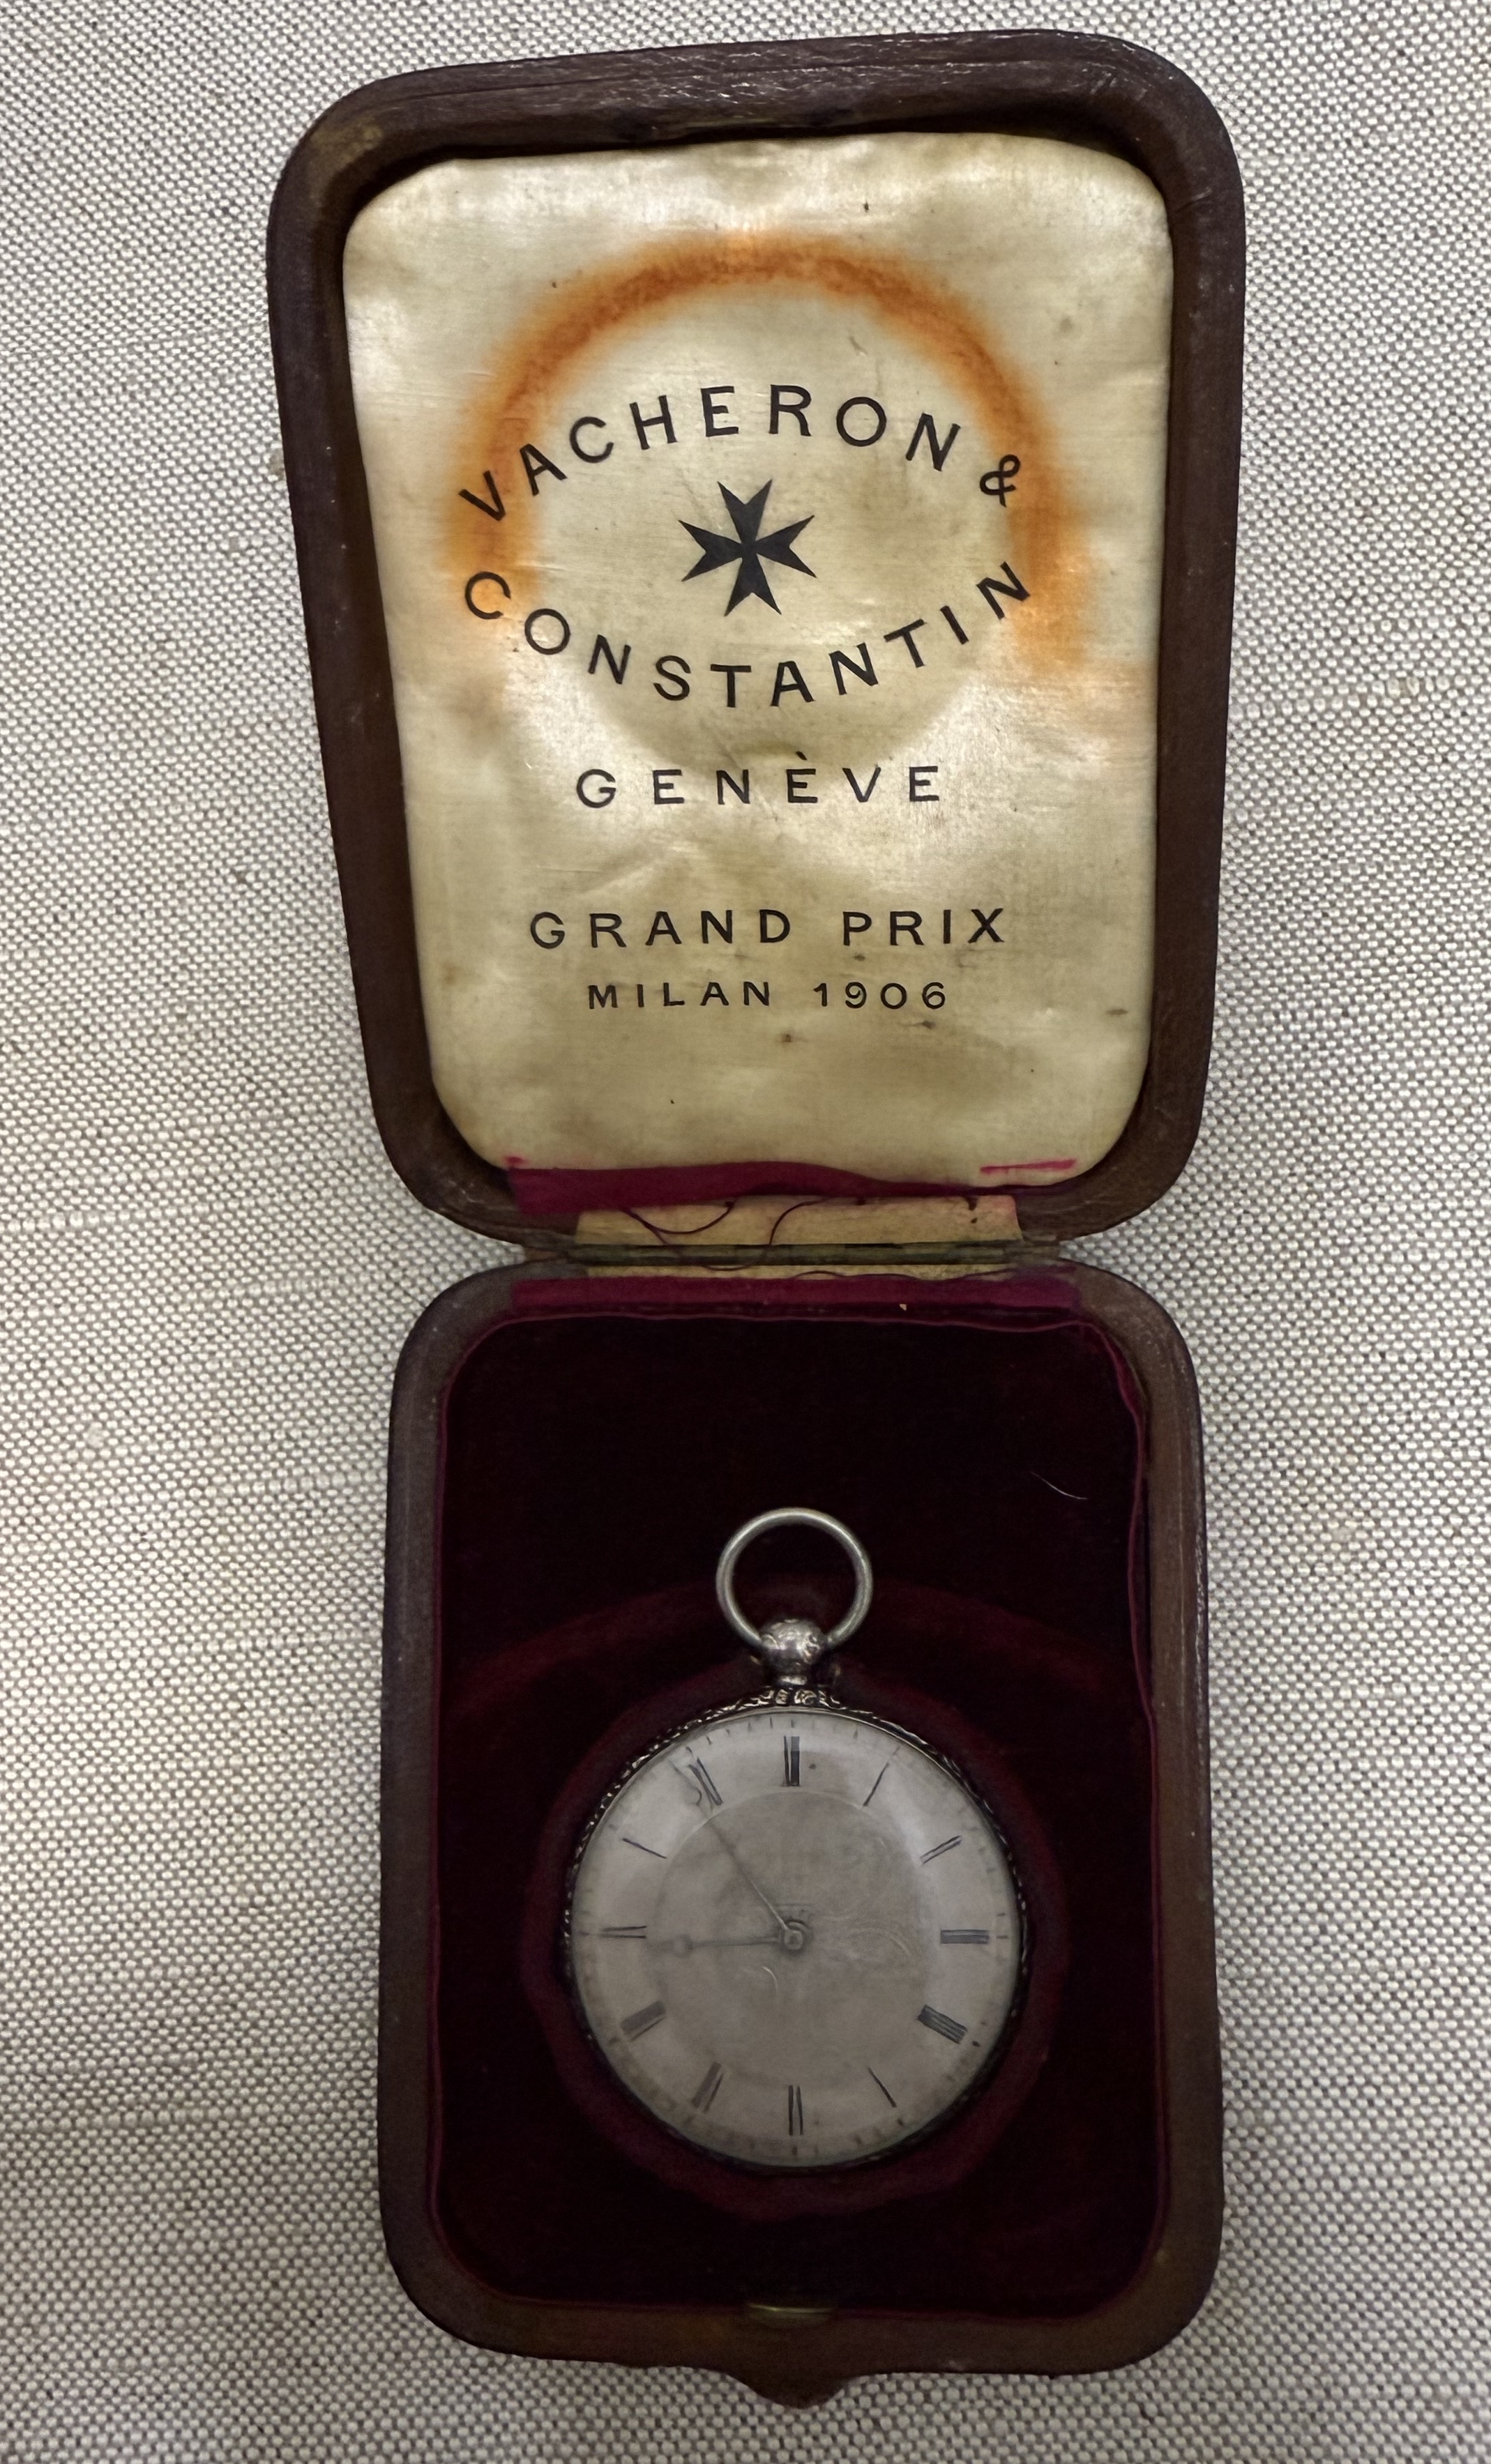 VACHERON &
CONSTANTIN
GENÈVE
GRAND PRIX
MILAN 1906